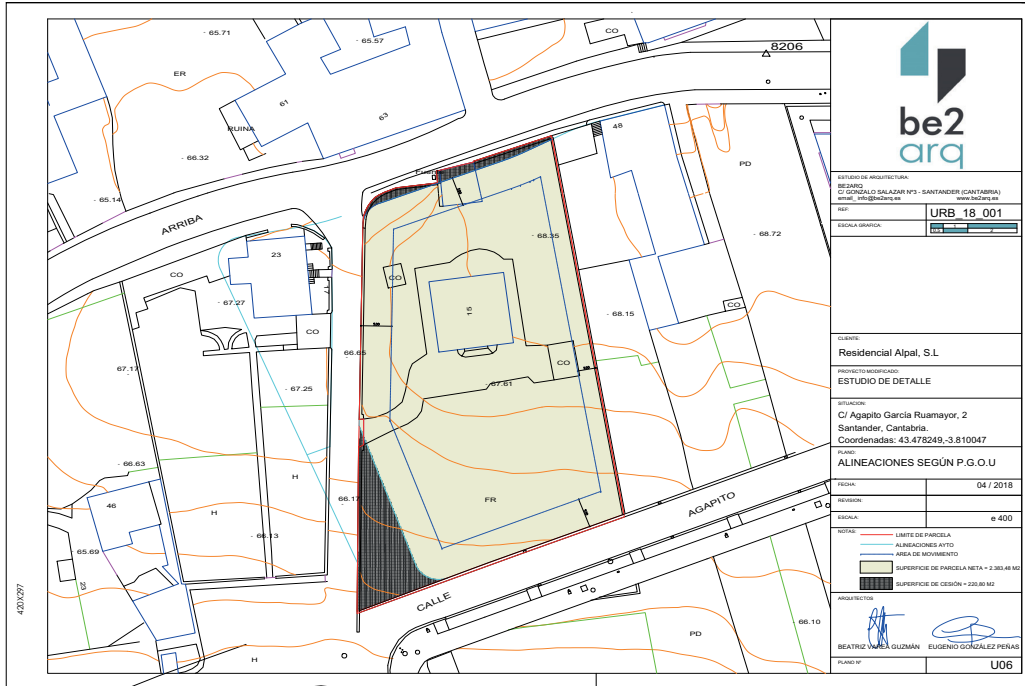 65.71
65.57
CO
8206
ER
61
63
48
RUINA
66.32
PD
65.14
ARRIBA
68.35
68.72
23
17
CO
67.27
CO
15
CO
CO
68.15
66.65
CO
67.17
67.61
67.25
66.63
46
H
66.17
FR
AGAPITO
H
66.13
65.69
23
CALLE
66.10
PD
H
420X297
be2
arq
ESTUDIO DE ARQUITECTURA:
BE2ARQ
C/ GONZALO SALAZAR Nº3 - SANTANDER (CANTABRIA)
email_ info@be2arq.es www.be2arq.es
REF: URB_18_001
ESCALA GRAFICA:
CLIENTE:
Residencial Alpal, S.L
PROYECTO MODIFICADO:
ESTUDIO DE DETALLE
SITUACION:
C/ Agapito García Ruamayor, 2
Santander, Cantabria.
Coordenadas: 43.478249,-3.810047
PLANO:
ALINEACIONES SEGÚN P.G.O.U
FECHA: 04 / 2018
REVISION:
ESCALA: e 400
NOTAS:
LIMITE DE PARCELA
ALINEACIONES AYTO
AREA DE MOVIMIENTO
SUPERFICIE DE PARCELA NETA = 2.383,48 M2
SUPERFICIE DE CESIÓN = 220,80 M2
ARQUITECTOS
BEATRIZ VAREA GUZMÁN EUGENIO GONZÁLEZ PEÑAS
PLANO Nº U06